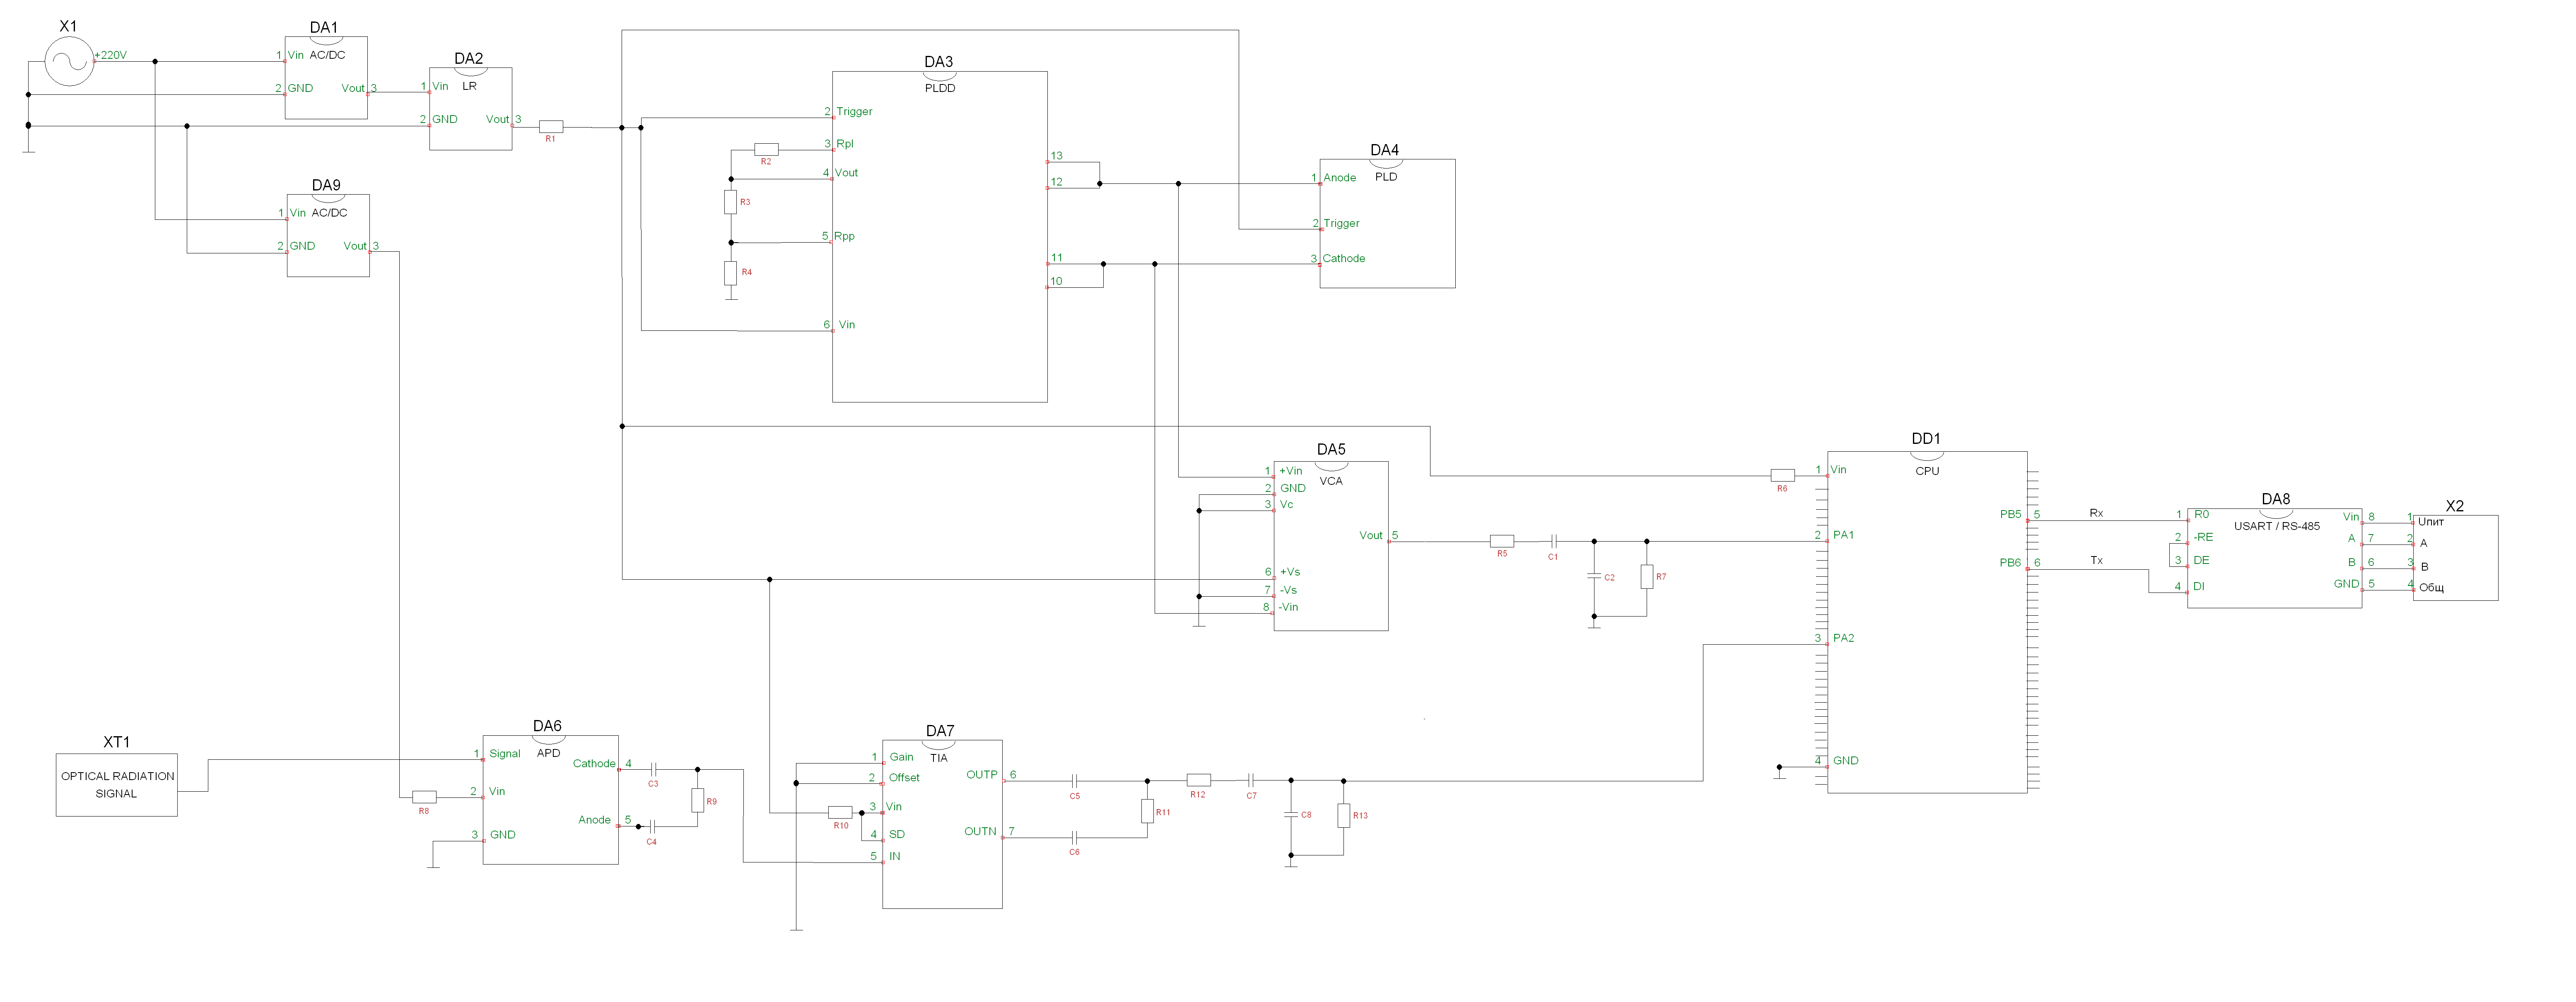 X1
+220V
DA1
AC/DC
1 Vin
2 GND
Vout 3
DA2
LR
1 Vin
2 GND
Vout 3
R1
DA9
AC/DC
1 Vin
2 GND
Vout 3
DA3
PLDD
2 Trigger
3 Rpl
4 Vout
5 Rpp
6 Vin
13
12
11
10
R2
R3
R4
DA4
PLD
1 Anode
2 Trigger
3 Cathode
DA5
VCA
1 +Vin
2 GND
3 Vc
Vout 5
6 +Vs
7 -Vs
8 -Vin
R5
C1
C2
R7
R6
DD1
CPU
1 Vin
2 PA1
3 PA2
4 GND
PB5 5
PB6 6
Rx
Tx
DA8
USART / RS-485
1 R0
2 -RE
3 DE
4 DI
Vin 8
A 7
B 6
GND 5
X2
1 Uпит
2 A
3 B
4 Общ
XT1
OPTICAL RADIATION
SIGNAL
DA6
APD
1 Signal
2 Vin
3 GND
Cathode 4
Anode 5
R8
C3
R9
C4
DA7
TIA
1 Gain
2 Offset
3 Vin
4 SD
5 IN
OUTP 6
OUTN 7
R10
C5
R11
C6
R12
C7
C8
R13